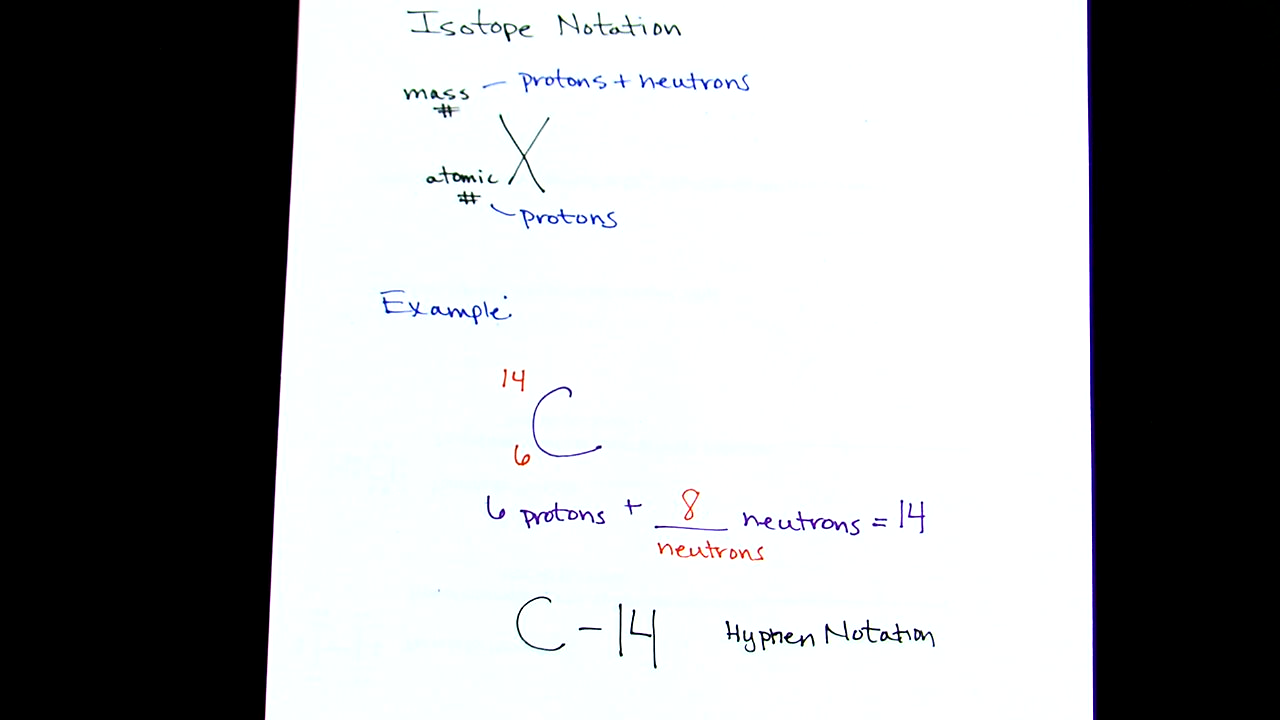 Isotope Notation
mass # – protons + neutrons
X
atomic # – protons
Example:
14
C
6
6 protons + 8 neutrons = 14
neutrons
C-14 Hyphen Notation